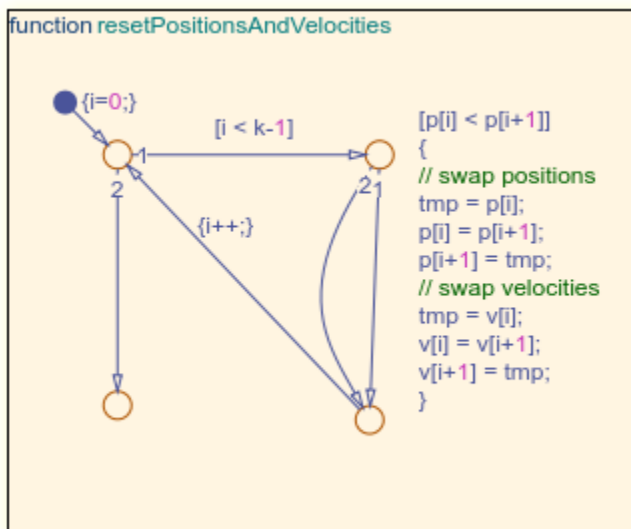 function resetPositionsAndVelocities
{i=0;}
[i < k-1]
1
2
{i++;}
2
1
[p[i] < p[i+1]]
{
// swap positions
tmp = p[i];
p[i] = p[i+1];
p[i+1] = tmp;
// swap velocities
tmp = v[i];
v[i] = v[i+1];
v[i+1] = tmp;
}